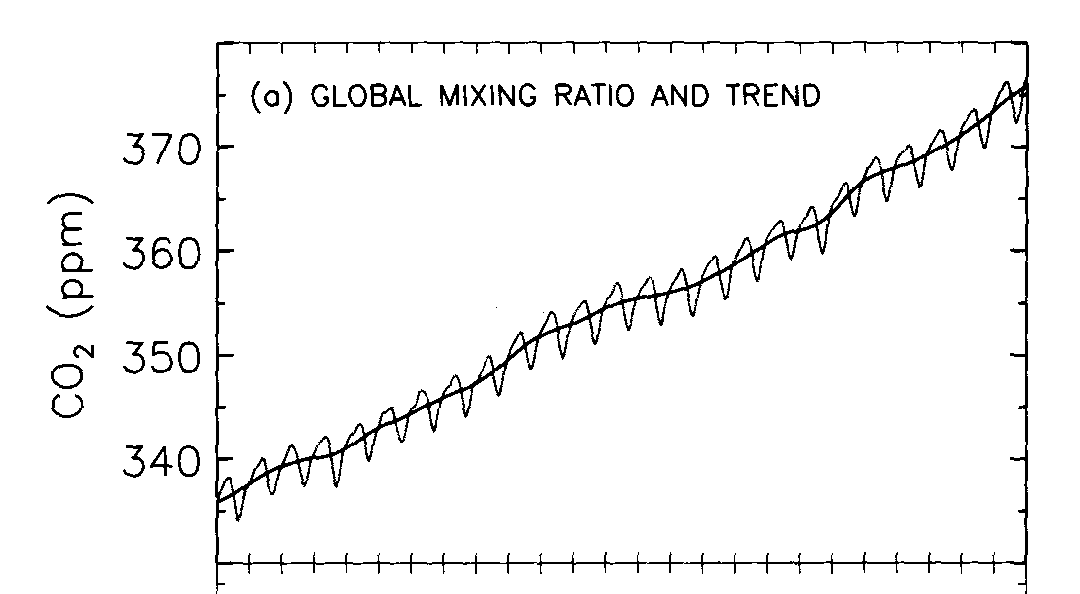 (a) GLOBAL MIXING RATIO AND TREND
370
360
350
340
CO₂ (ppm)